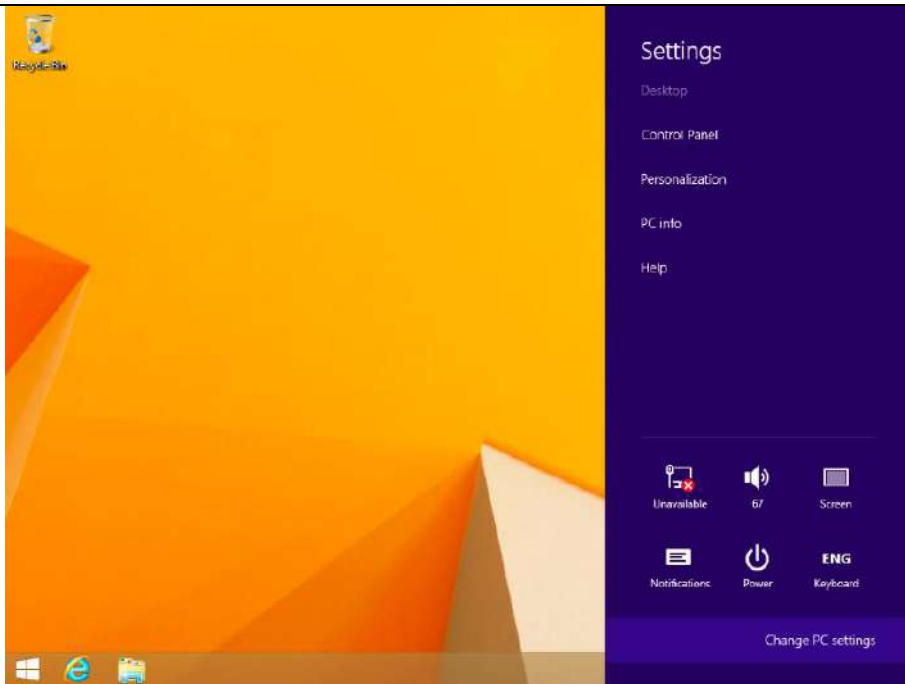 Recycle Bin
Settings
Desktop
Control Panel
Personalization
PC info
Help
Unavailable
67
Screen
Notifications
Power
ENG
Keyboard
Change PC settings